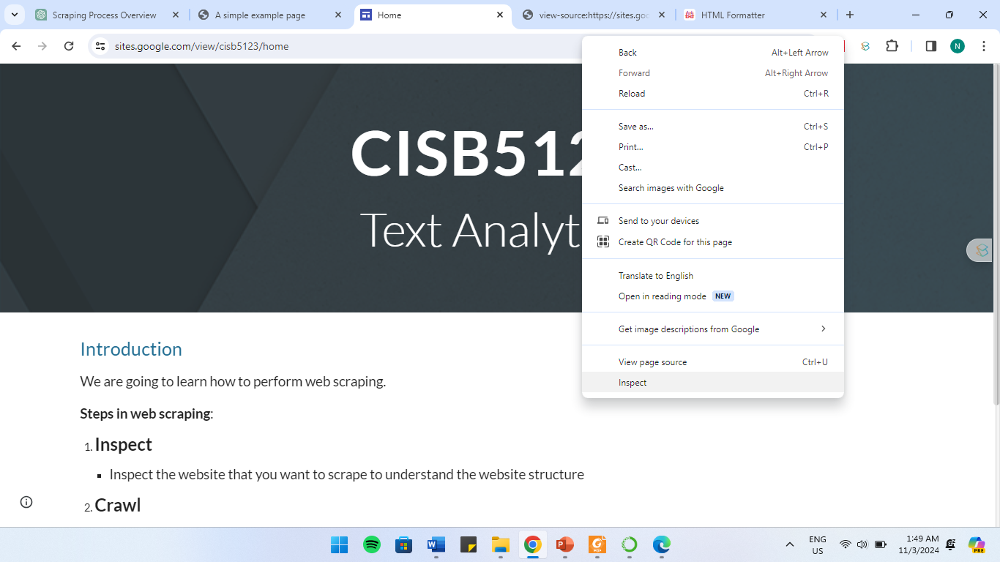 Scraping Process Overview
A simple example page
Home
view-source:https://sites.goo
HTML Formatter
sites.google.com/view/cisb5123/home
N
CISB512
Text Analyt
Back Alt+Left Arrow
Forward Alt+Right Arrow
Reload Ctrl+R
Save as... Ctrl+S
Print... Ctrl+P
Cast...
Search images with Google
Send to your devices
Create QR Code for this page
Translate to English
Open in reading mode NEW
Get image descriptions from Google
View page source Ctrl+U
Inspect
Introduction
We are going to learn how to perform web scraping.
Steps in web scraping:
1. Inspect
▪ Inspect the website that you want to scrape to understand the website structure
2. Crawl
ENG
US
1:49 AM
11/3/2024
PDF
PRE